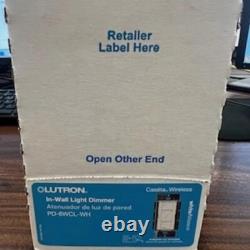 Retailer
Label Here
Open Other End
LUTRON
Caséta Wireless
In-Wall Light Dimmer
Atenuador de luz de pared
PD-6WCL-WH